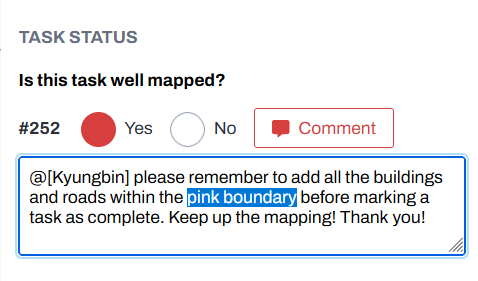 TASK STATUS
Is this task well mapped?
#252 Yes No Comment
@[Kyungbin] please remember to add all the buildings
and roads within the pink boundary before marking a
task as complete. Keep up the mapping! Thank you!